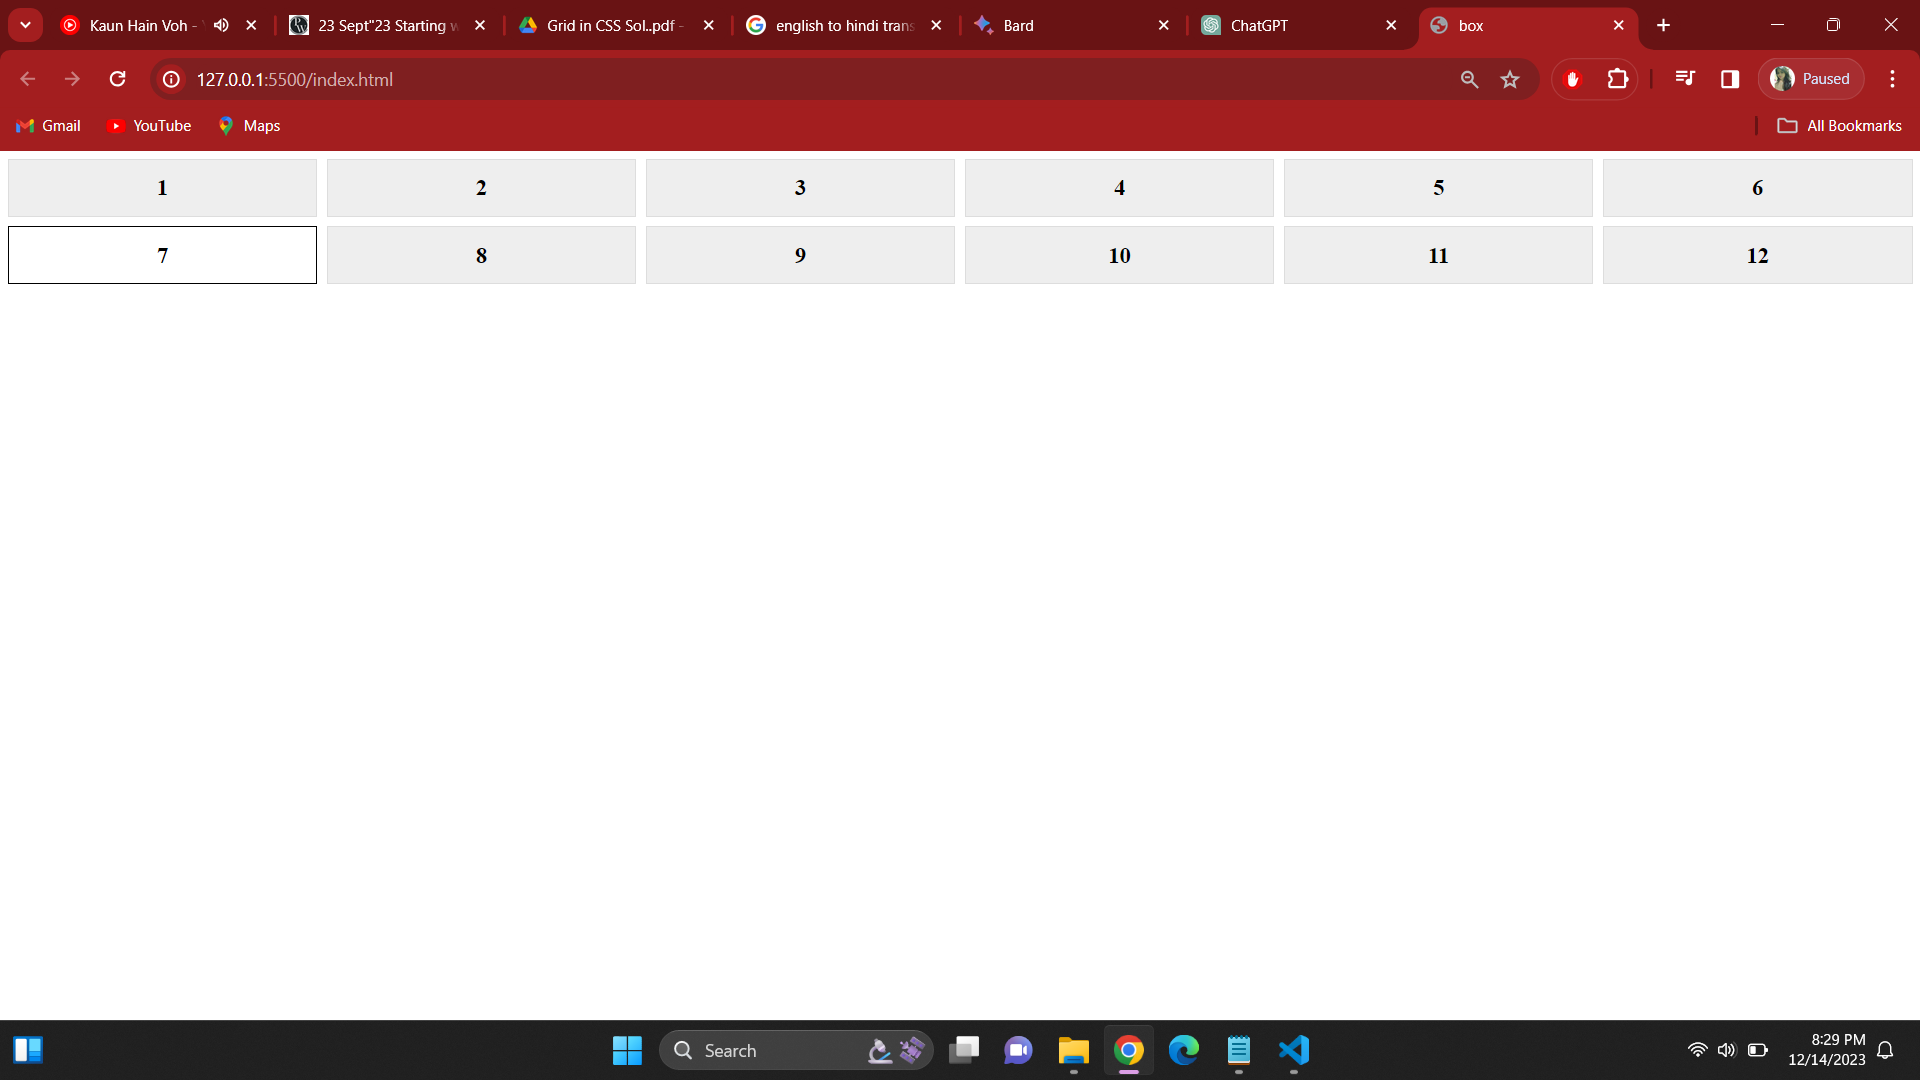 Kaun Hain Voh -
23 Sept"23 Starting w
Grid in CSS Sol..pdf -
english to hindi trans
Bard
ChatGPT
box
127.0.0.1:5500/index.html
Paused
Gmail
YouTube
Maps
All Bookmarks
1 2 3 4 5 6
7 8 9 10 11 12
Search
8:29 PM
12/14/2023